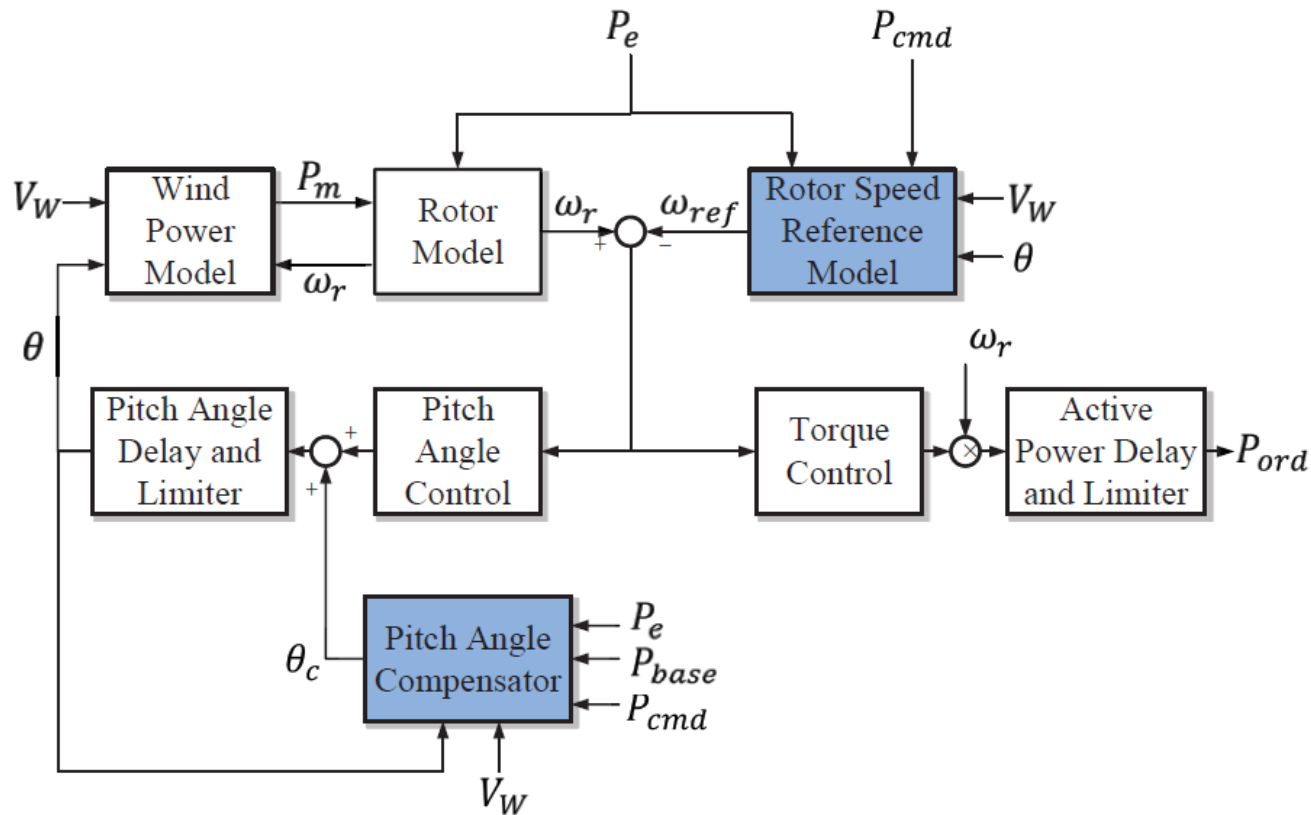 P_e
P_cmd
V_W
Wind
Power
Model
P_m
ω_r
Rotor
Model
ω_r
+
ω_ref
−
Rotor Speed
Reference
Model
V_W
θ
θ
Pitch Angle
Delay and
Limiter
+
+
Pitch
Angle
Control
Torque
Control
ω_r
×
Active
Power Delay
and Limiter
P_ord
θ_c
Pitch Angle
Compensator
P_e
P_base
P_cmd
V_W